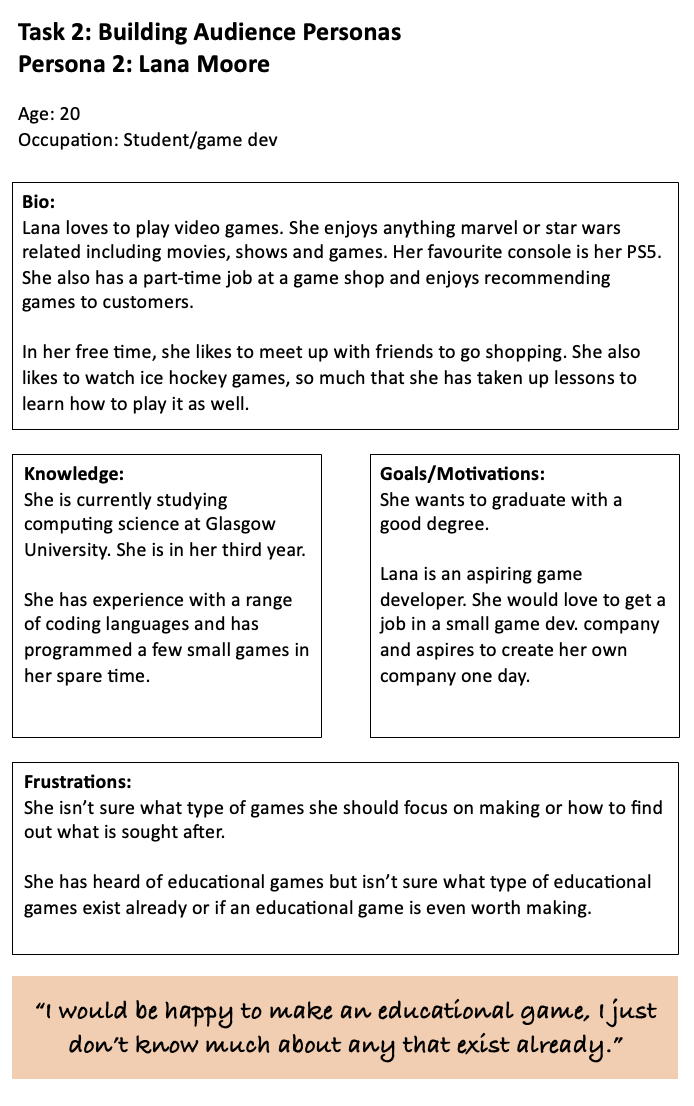 Task 2: Building Audience Personas
Persona 2: Lana Moore
Age: 20
Occupation: Student/game dev
Bio:
Lana loves to play video games. She enjoys anything marvel or star wars
related including movies, shows and games. Her favourite console is her PS5.
She also has a part-time job at a game shop and enjoys recommending
games to customers.
In her free time, she likes to meet up with friends to go shopping. She also
likes to watch ice hockey games, so much that she has taken up lessons to
learn how to play it as well.
Knowledge:
She is currently studying
computing science at Glasgow
University. She is in her third year.
She has experience with a range
of coding languages and has
programmed a few small games in
her spare time.
Goals/Motivations:
She wants to graduate with a
good degree.
Lana is an aspiring game
developer. She would love to get a
job in a small game dev. company
and aspires to create her own
company one day.
Frustrations:
She isn’t sure what type of games she should focus on making or how to find
out what is sought after.
She has heard of educational games but isn’t sure what type of educational
games exist already or if an educational game is even worth making.
“I would be happy to make an educational game, I just
don’t know much about any that exist already.”